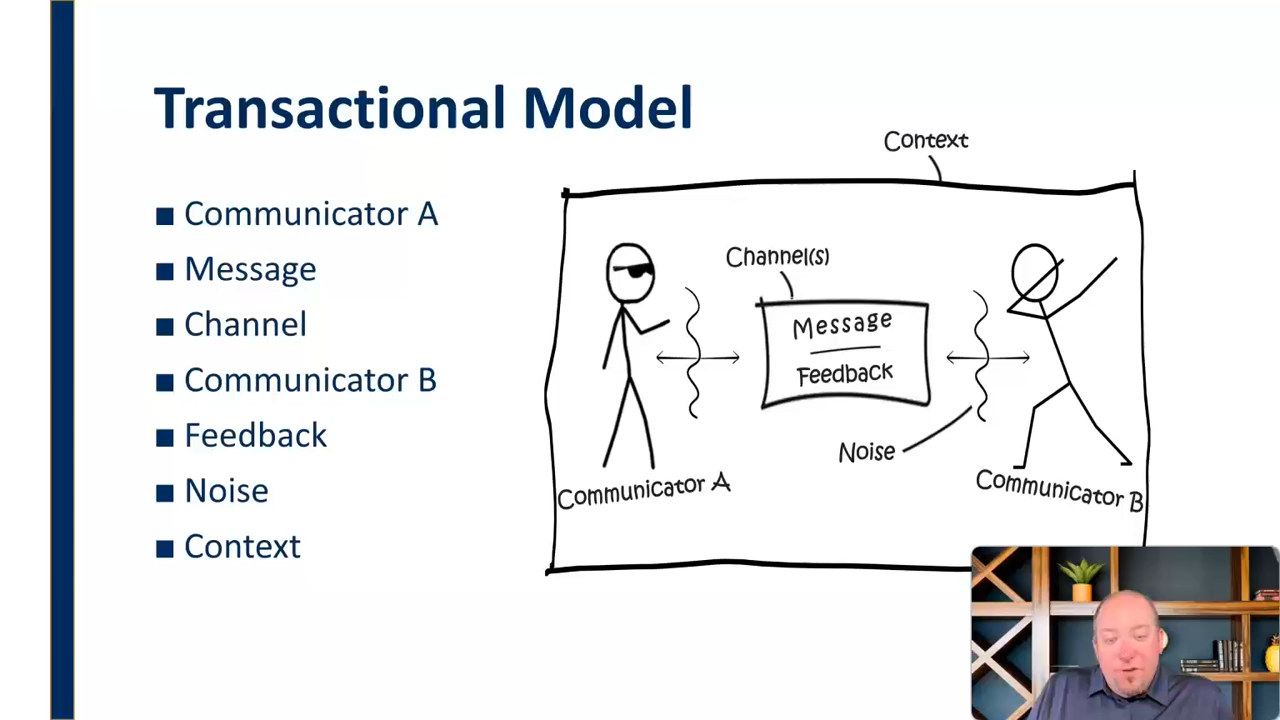 Transactional Model
Communicator A
Message
Channel
Communicator B
Feedback
Noise
Context
Context
Channel(s)
Message
Feedback
Noise
Communicator A
Communicator B